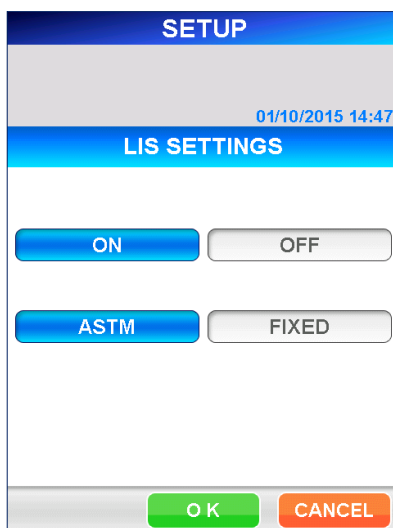 SETUP
01/10/2015 14:47
LIS SETTINGS
ON OFF
ASTM FIXED
O K CANCEL